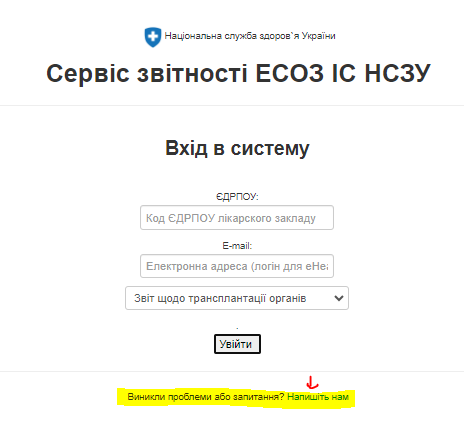 Національна служба здоров`я України
Сервіс звітності ЕСОЗ ІС НСЗУ
Вхід в систему
ЄДРПОУ:
Код ЄДРПОУ лікарского закладу
E-mail:
Електронна адреса (логін для eHea
Звіт щодо трансплантації органів
.
Увійти
Виникли проблеми або запитання? Напишіть нам